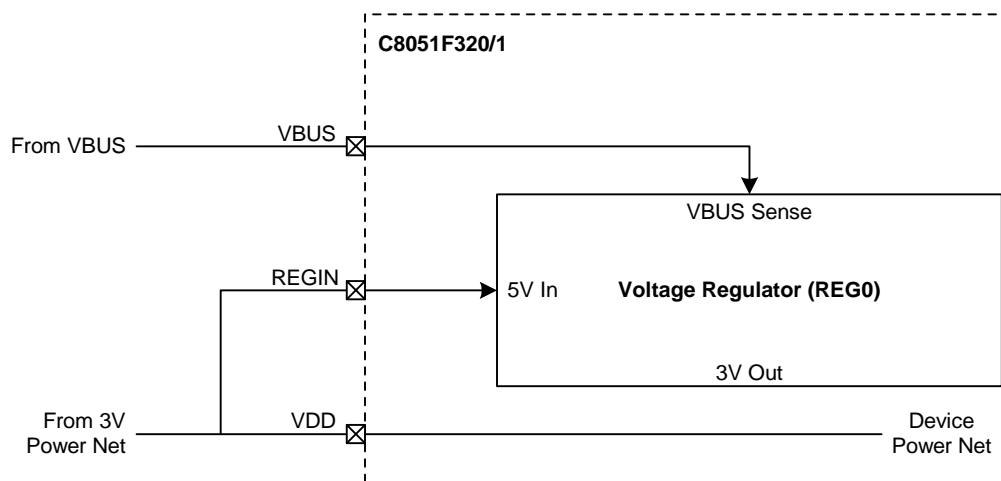 C8051F320/1
From VBUS
VBUS
VBUS Sense
REGIN
5V In
Voltage Regulator (REG0)
3V Out
From 3V
Power Net
VDD
Device
Power Net